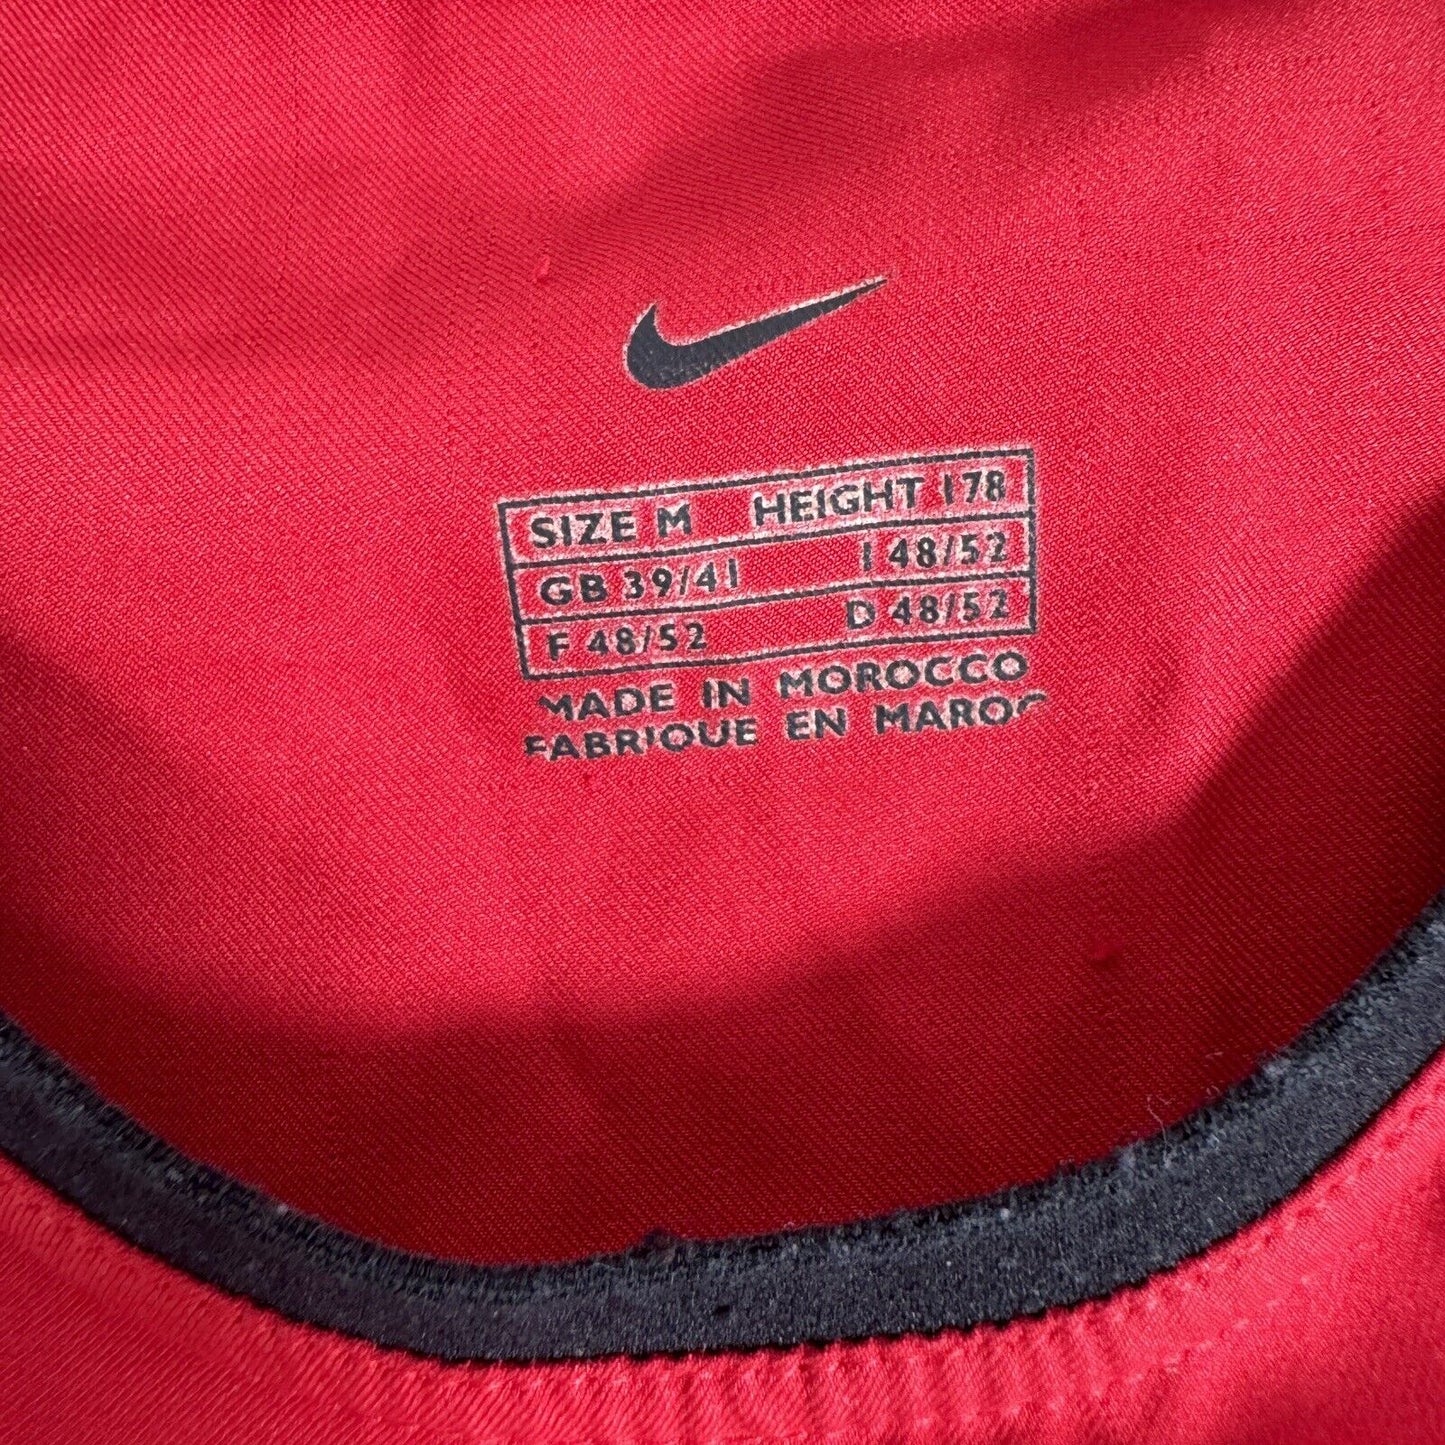 SIZE M HEIGHT 178
GB 39/41 I 48/52
F 48/52 D 48/52
MADE IN MOROCCO
FABRIQUE EN MAROC